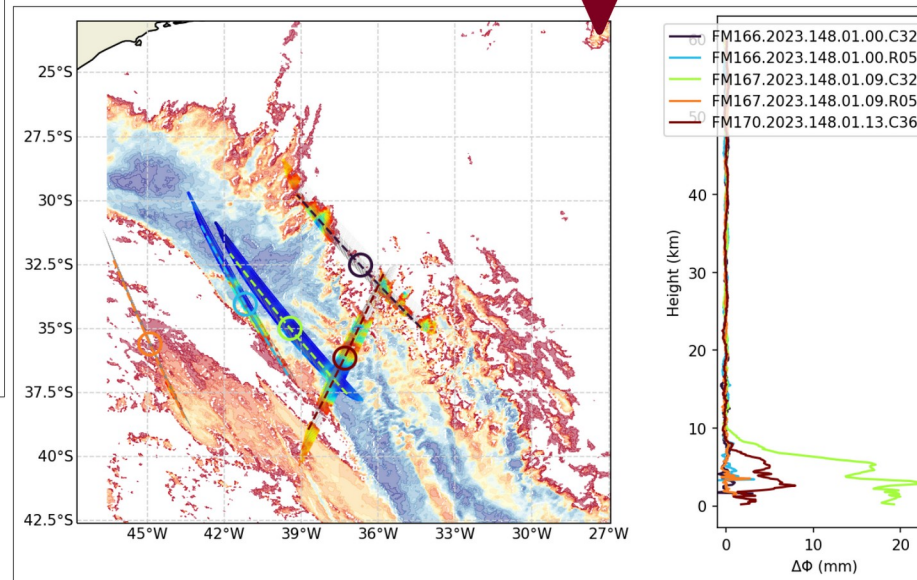 25°S
27.5°S
30°S
32.5°S
35°S
37.5°S
40°S
42.5°S
45°W
42°W
39°W
36°W
33°W
30°W
27°W
FM166.2023.148.01.00.C32
FM166.2023.148.01.00.R05
FM167.2023.148.01.09.C32
FM167.2023.148.01.09.R05
FM170.2023.148.01.13.C36
60
50
40
30
20
10
0
Height (km)
0
10
20
ΔΦ (mm)